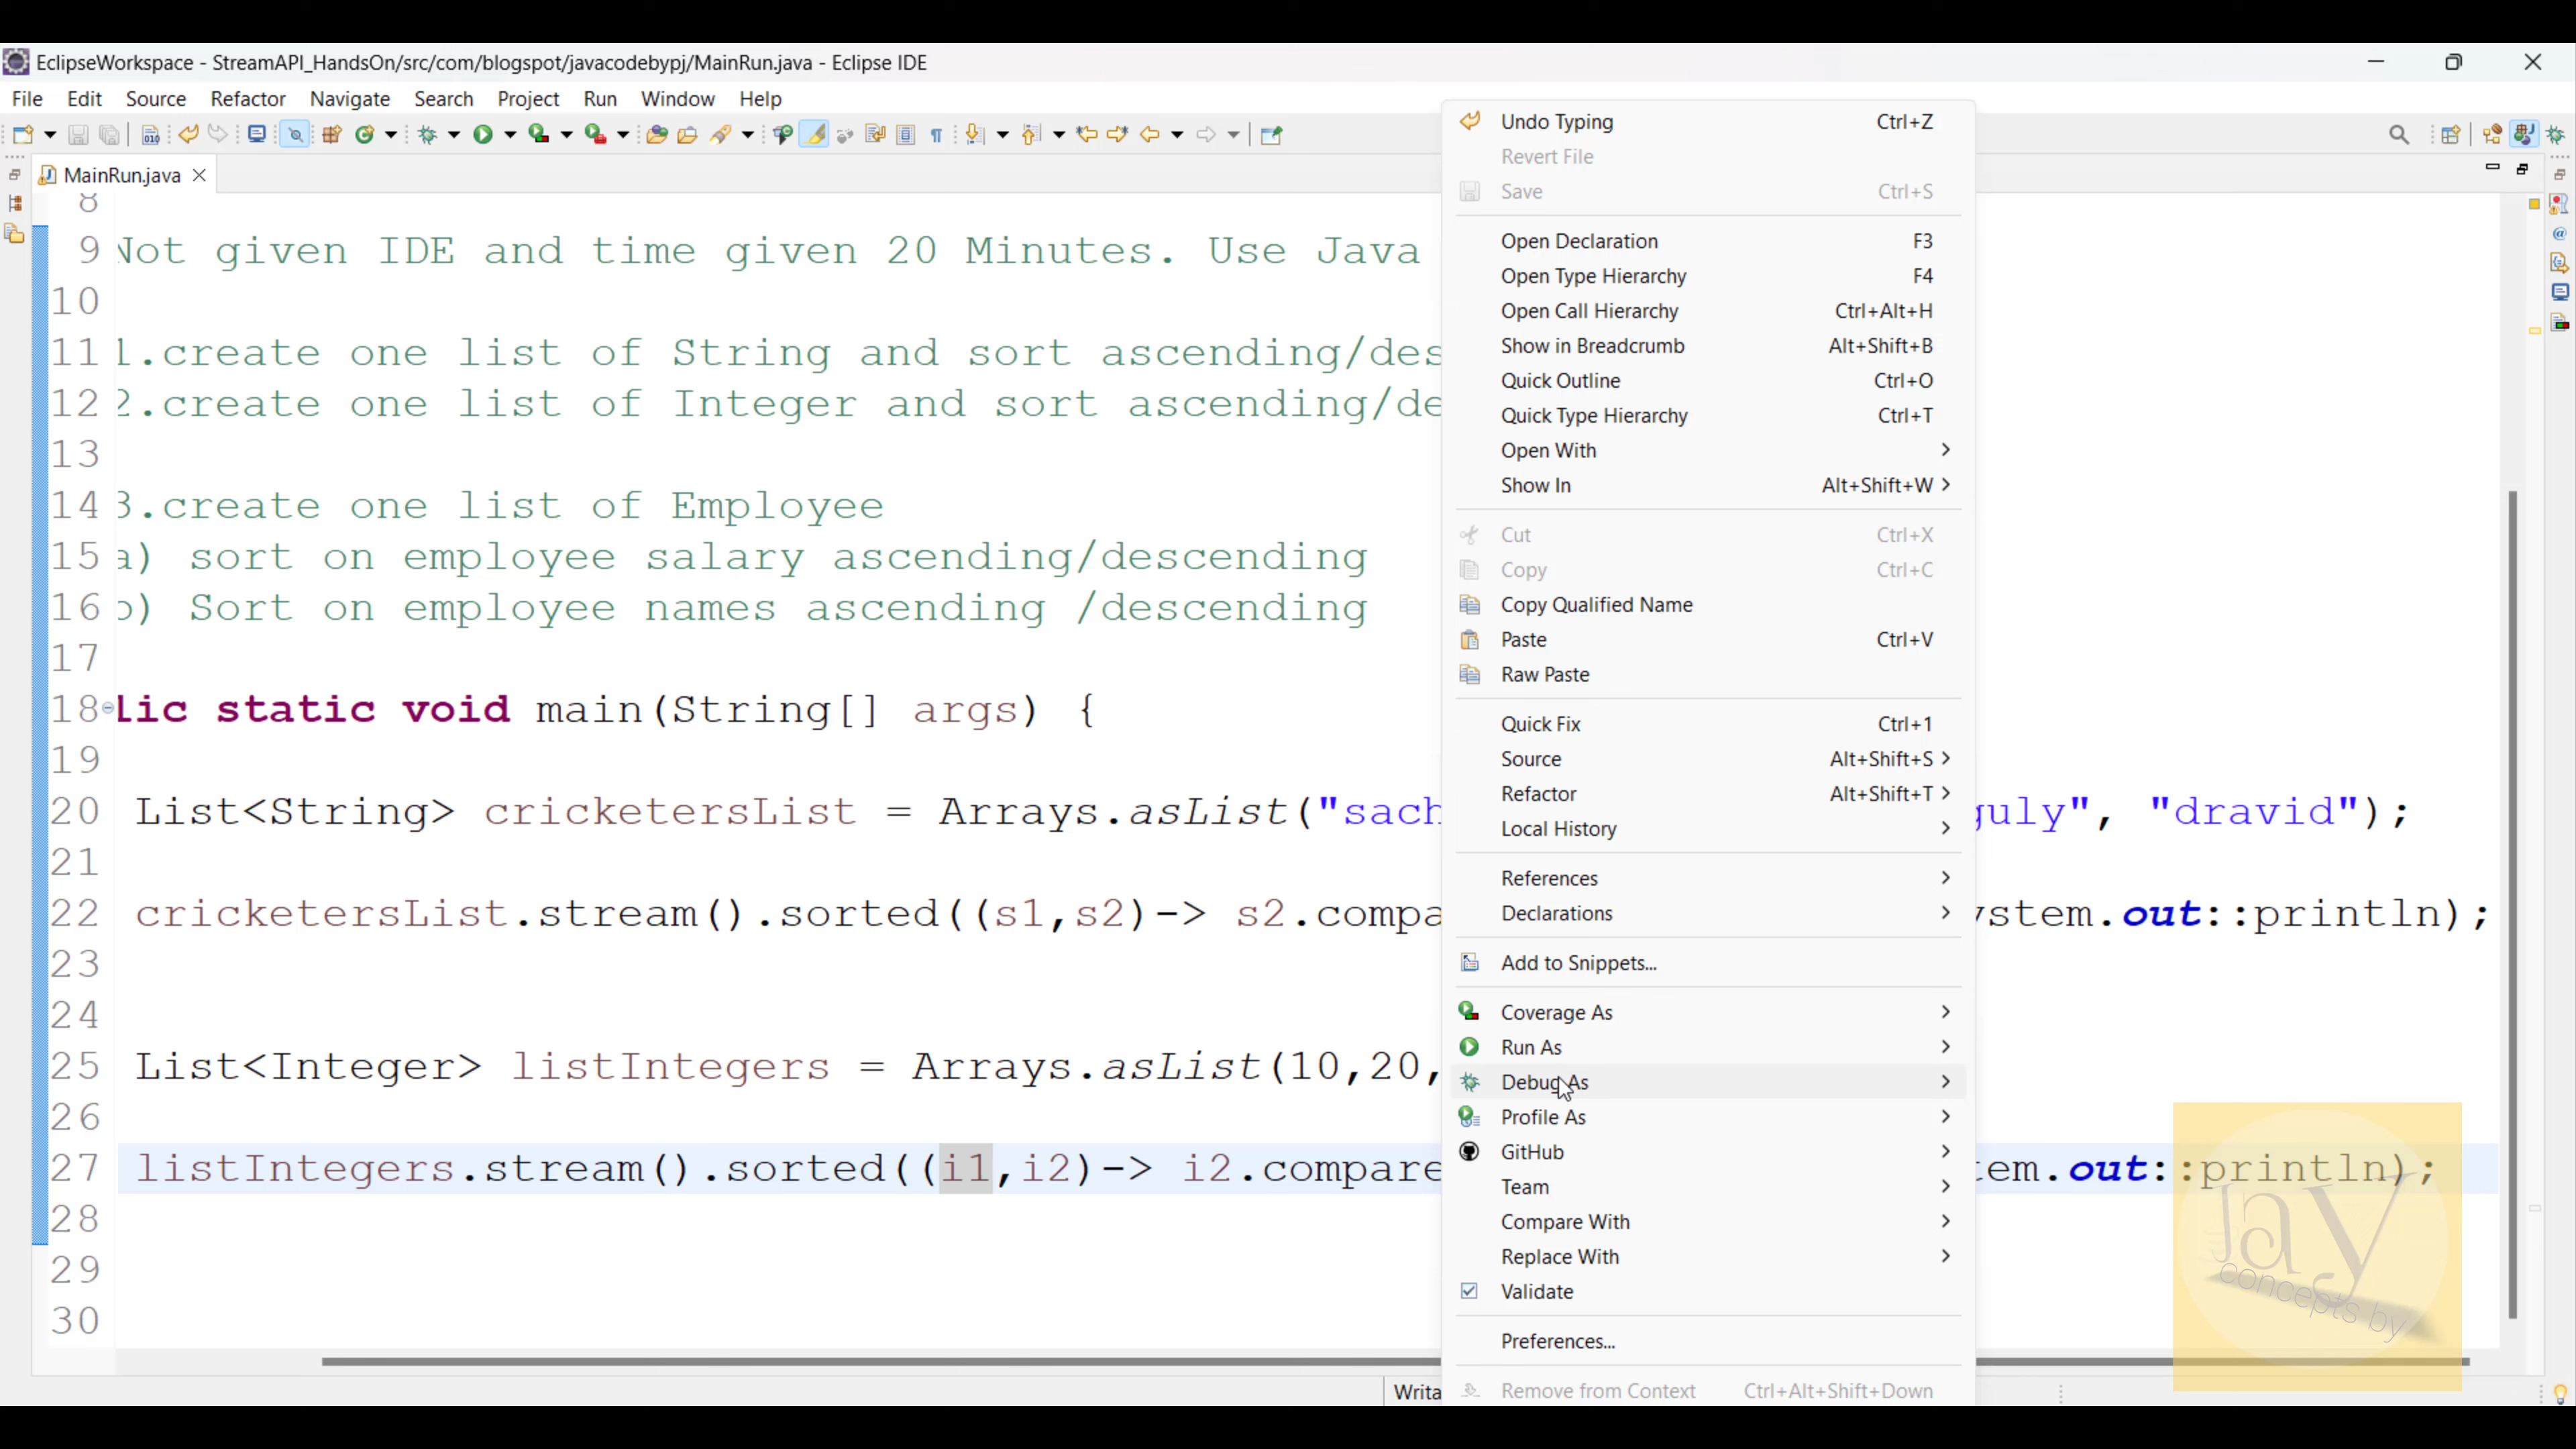 EclipseWorkspace - StreamAPI_HandsOn/src/com/blogspot/javacodebypj/MainRun.java - Eclipse IDE
File Edit Source Refactor Navigate Search Project Run Window Help
MainRun.java
8
9 Not given IDE and time given 20 Minutes. Use Java
10
11 1.create one list of String and sort ascending/des
12 2.create one list of Integer and sort ascending/de
13
14 3.create one list of Employee
15 a) sort on employee salary ascending/descending
16 b) Sort on employee names ascending /descending
17
18 lic static void main(String[] args) {
19
20 List<String> cricketersList = Arrays.asList("sach guly", "dravid");
21
22 cricketersList.stream().sorted((s1,s2)-> s2.compa ystem.out::println);
23
24
25 List<Integer> listIntegers = Arrays.asList(10,20,
26
27 listIntegers.stream().sorted((i1,i2)-> i2.compare tem.out::println);
28
29
30
Writa
Undo Typing Ctrl+Z
Revert File
Save Ctrl+S
Open Declaration F3
Open Type Hierarchy F4
Open Call Hierarchy Ctrl+Alt+H
Show in Breadcrumb Alt+Shift+B
Quick Outline Ctrl+O
Quick Type Hierarchy Ctrl+T
Open With
Show In Alt+Shift+W
Cut Ctrl+X
Copy Ctrl+C
Copy Qualified Name
Paste Ctrl+V
Raw Paste
Quick Fix Ctrl+1
Source Alt+Shift+S
Refactor Alt+Shift+T
Local History
References
Declarations
Add to Snippets...
Coverage As
Run As
Debug As
Profile As
GitHub
Team
Compare With
Replace With
Validate
Preferences...
Remove from Context Ctrl+Alt+Shift+Down
Jay
concepts by